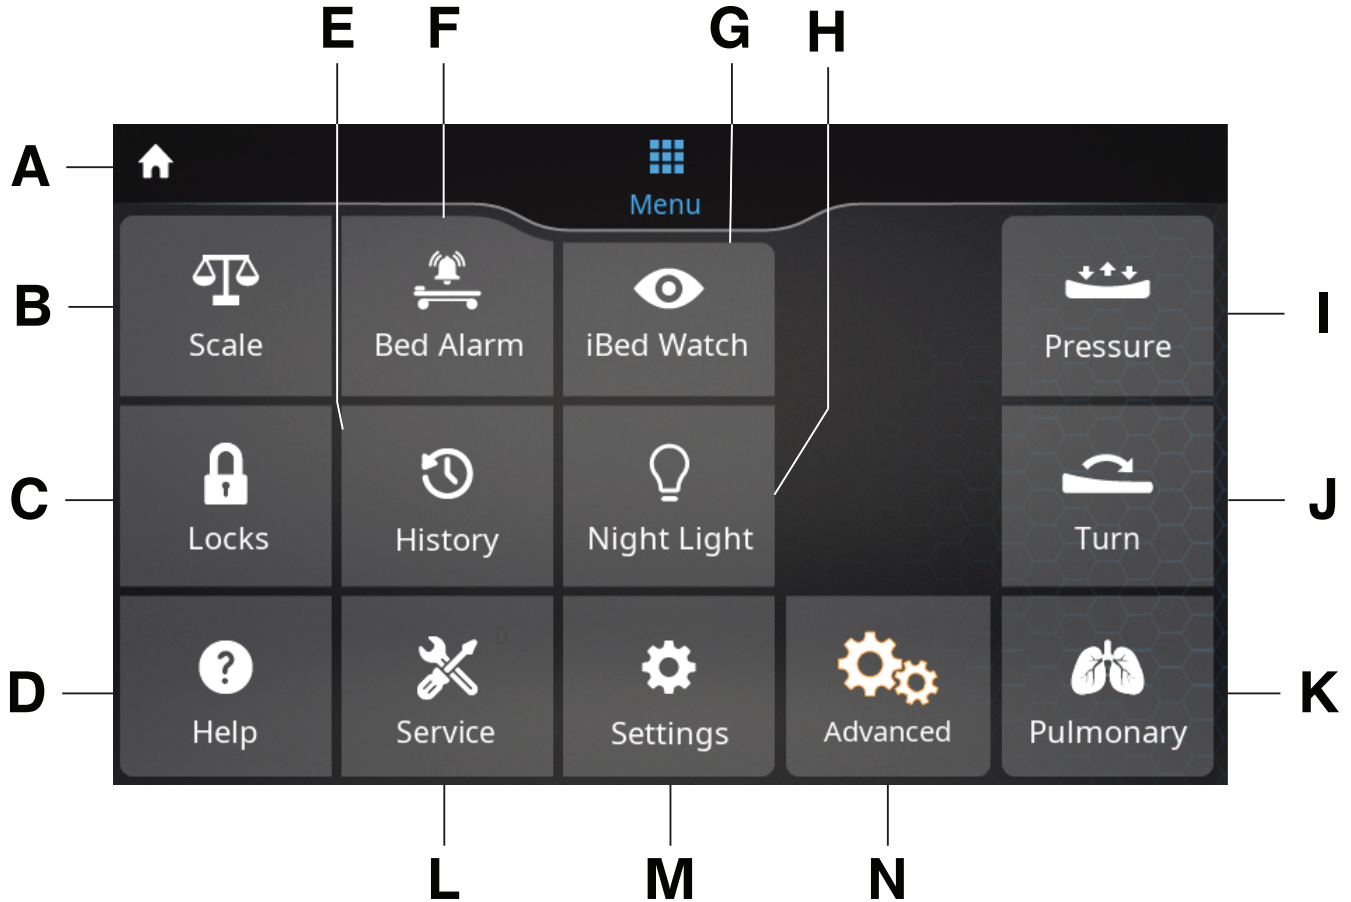 E F G H
A
Menu
B
Scale
Bed Alarm
iBed Watch
Pressure
I
C
Locks
History
Night Light
Turn
J
D
Help
Service
Settings
Advanced
Pulmonary
K
L M N